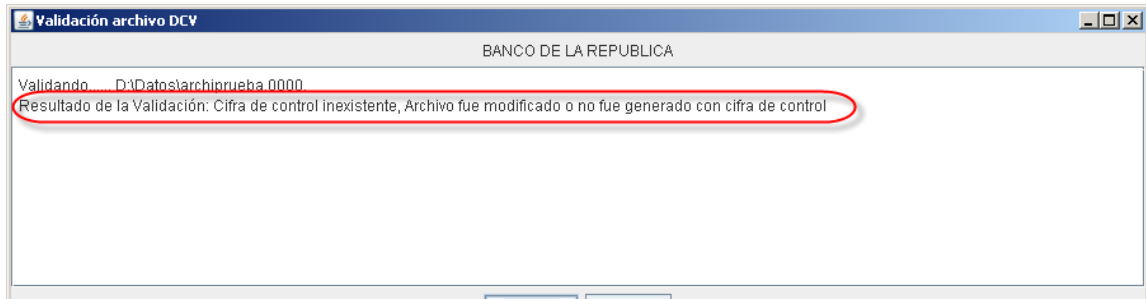 Validación archivo DCV
BANCO DE LA REPUBLICA
Validando...... D:\Datos\archiprueba.0000.
Resultado de la Validación: Cifra de control inexistente, Archivo fue modificado o no fue generado con cifra de control